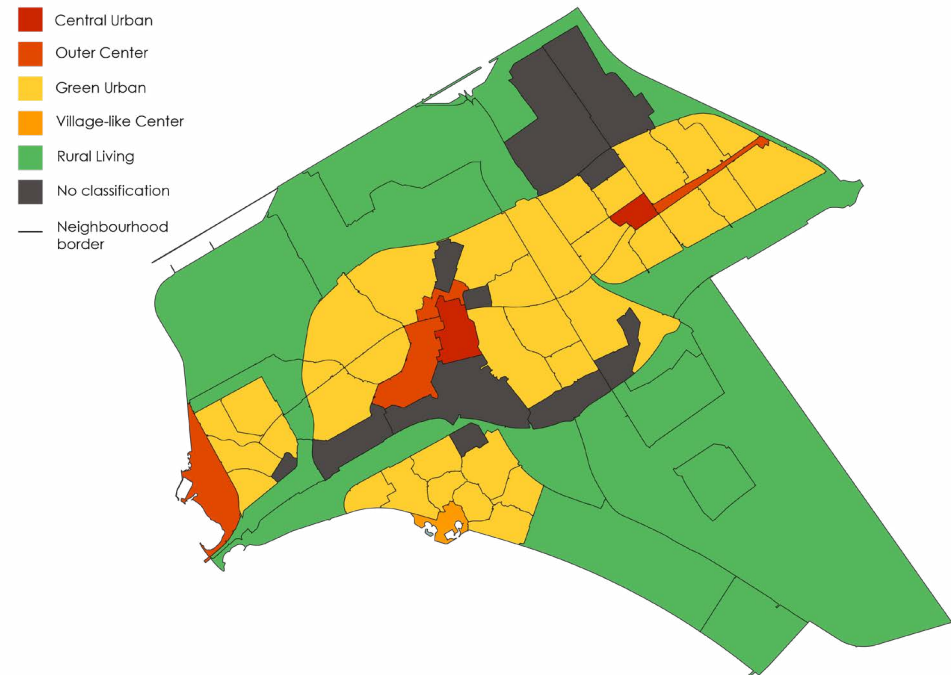 Central Urban
Outer Center
Green Urban
Village-like Center
Rural Living
No classification
Neighbourhood
border